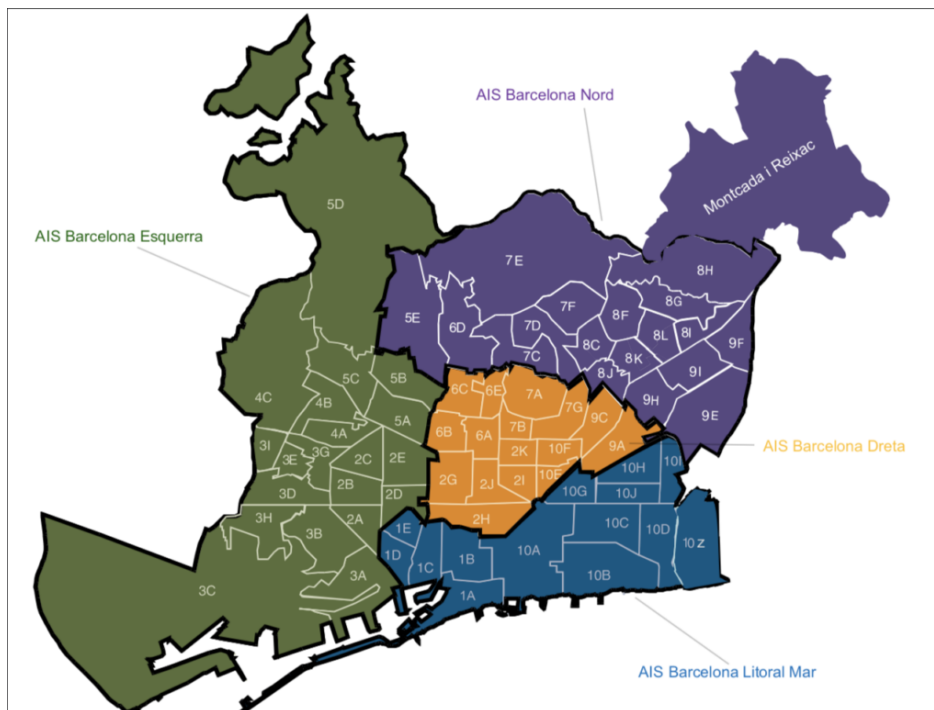 AIS Barcelona Nord
Montcada i Reixac
5D
AIS Barcelona Esquerra
7E
8H
8G
7F
8F
5E
6D
7D
8L
8I
9F
8C
7C
8K
9I
8J
5C
5B
6C
6E
7A
4C
4B
7G
9H
9E
9C
5A
7B
6B
6A
4A
3I
3G
9A
AIS Barcelona Dreta
2K
10F
3E
2C
2E
10H
10I
10E
2G
2J
2I
2B
10G
10J
3D
2D
3H
2A
2H
1E
10C
10D
3B
10Z
1D
10A
1B
1C
3A
10B
3C
1A
AIS Barcelona Litoral Mar